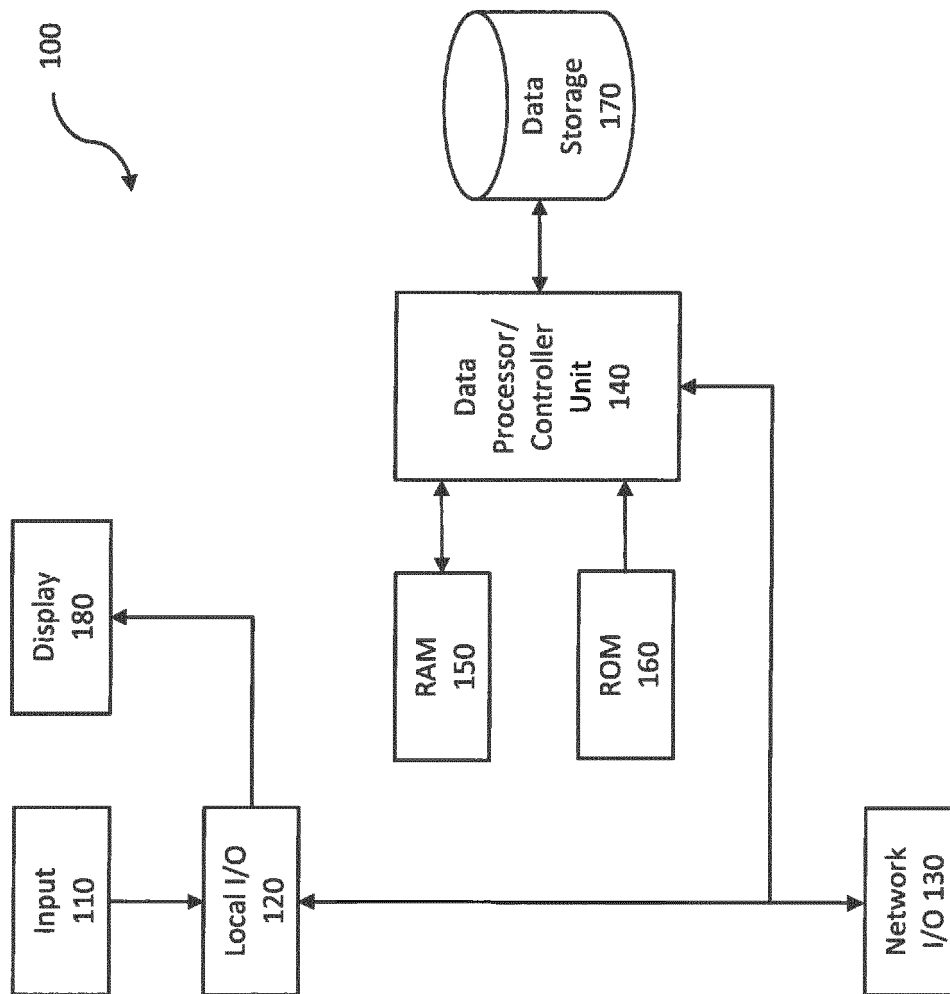 100
Input
110
Display
180
Local I/O
120
RAM
150
ROM
160
Data
Processor/
Controller
Unit
140
Data
Storage
170
Network
I/O 130